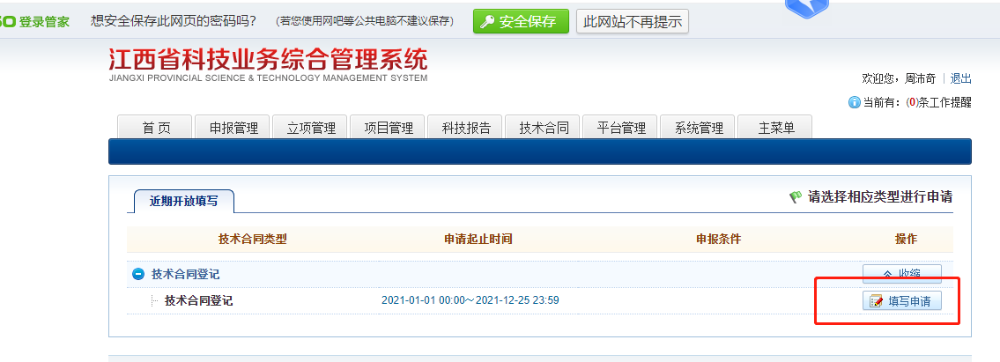 60 登录管家 想安全保存此网页的密码吗? (若您使用网吧等公共电脑不建议保存) 安全保存 此网站不再提示
江西省科技业务综合管理系统
JIANGXI PROVINCIAL SCIENCE & TECHNOLOGY MANAGEMENT SYSTEM
欢迎您，周沛奇 | 退出
当前有：(0)条工作提醒
首 页 申报管理 立项管理 项目管理 科技报告 技术合同 平台管理 系统管理 主菜单
近期开放填写 请选择相应类型进行申请
技术合同类型 申请起止时间 申报条件 操作
技术合同登记 收缩
技术合同登记 2021-01-01 00:00～2021-12-25 23:59 填写申请